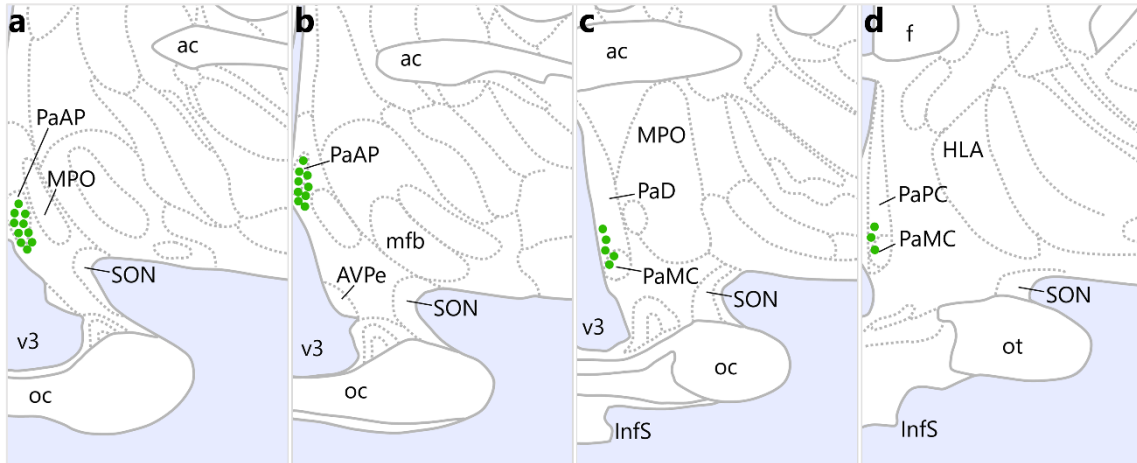 a
ac
PaAP
MPO
SON
v3
oc
b
ac
PaAP
mfb
AVPe
SON
v3
oc
c
ac
MPO
PaD
PaMC
SON
v3
oc
InfS
d
f
HLA
PaPC
PaMC
SON
ot
InfS